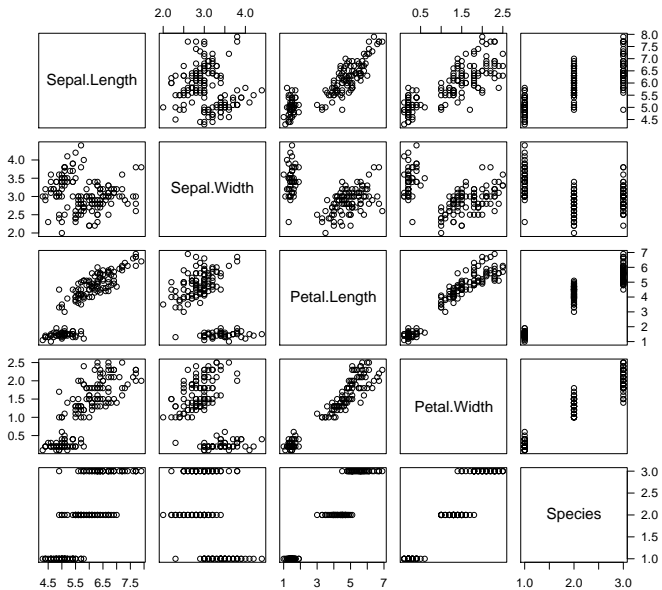 2.0 3.0 4.0 0.5 1.5 2.5
Sepal.Length
4.5 5.0 5.5 6.0 6.5 7.0 7.5 8.0
2.0 2.5 3.0 3.5 4.0
Sepal.Width
Petal.Length
1 2 3 4 5 6 7
0.5 1.0 1.5 2.0 2.5
Petal.Width
Species
1.0 1.5 2.0 2.5 3.0
4.5 5.5 6.5 7.5 1 3 5 7 1.0 2.0 3.0